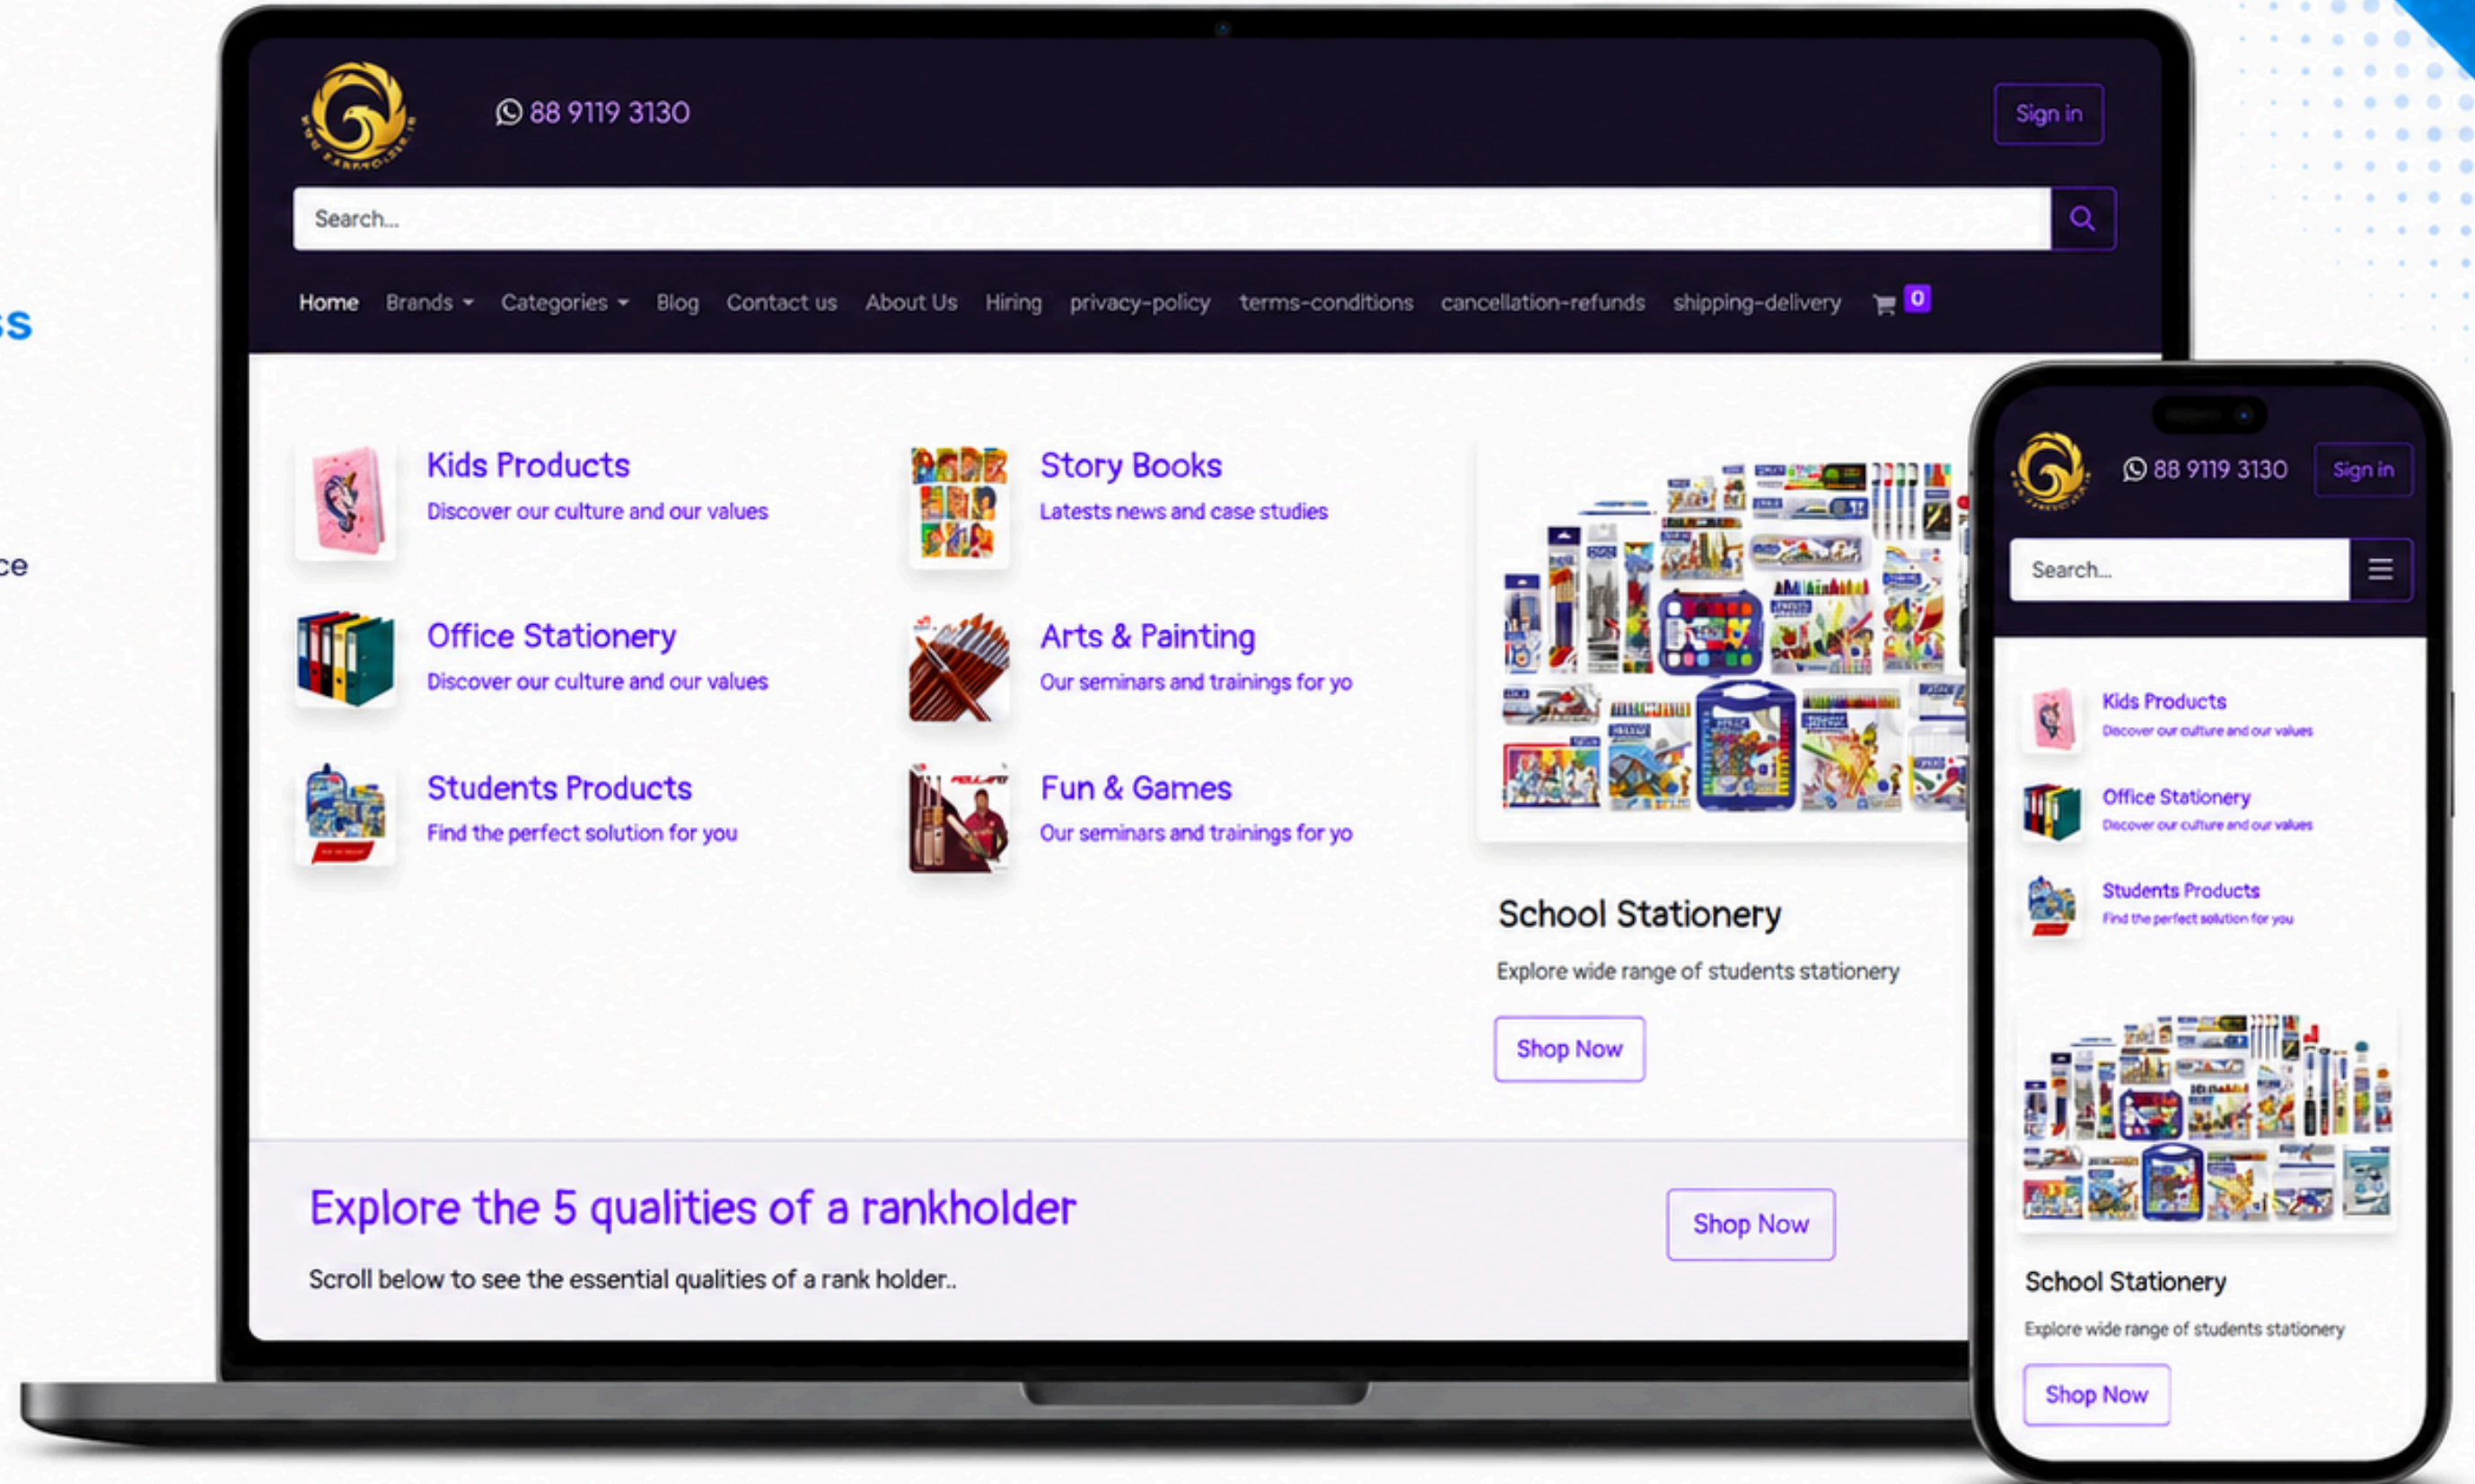 ss
ce
88 9119 3130
Sign in
Search...
Home Brands Categories Blog Contact us About Us Hiring privacy-policy terms-conditions cancellation-refunds shipping-delivery 0
Kids Products
Discover our culture and our values
Story Books
Latests news and case studies
Office Stationery
Discover our culture and our values
Arts & Painting
Our seminars and trainings for yo
Students Products
Find the perfect solution for you
Fun & Games
Our seminars and trainings for yo
School Stationery
Explore wide range of students stationery
Shop Now
Explore the 5 qualities of a rankholder
Scroll below to see the essential qualities of a rank holder..
Shop Now
88 9119 3130
Sign in
Search...
Kids Products
Discover our culture and our values
Office Stationery
Discover our culture and our values
Students Products
Find the perfect solution for you
School Stationery
Explore wide range of students stationery
Shop Now